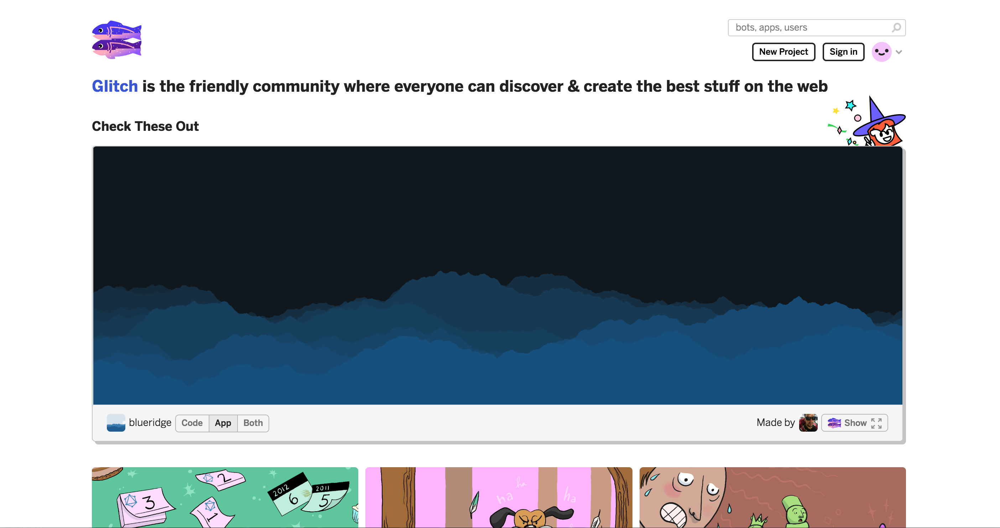 bots, apps, users
New Project
Sign in
Glitch is the friendly community where everyone can discover & create the best stuff on the web
Check These Out
blueridge
Code
App
Both
Made by
Show
2
3
1
2012
6
2011
5
ha
ha
ha